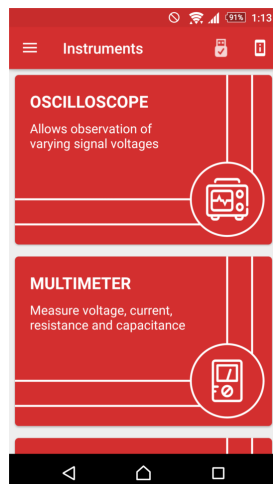 91% 1:13
Instruments
OSCILLOSCOPE
Allows observation of
varying signal voltages
MULTIMETER
Measure voltage, current,
resistance and capacitance